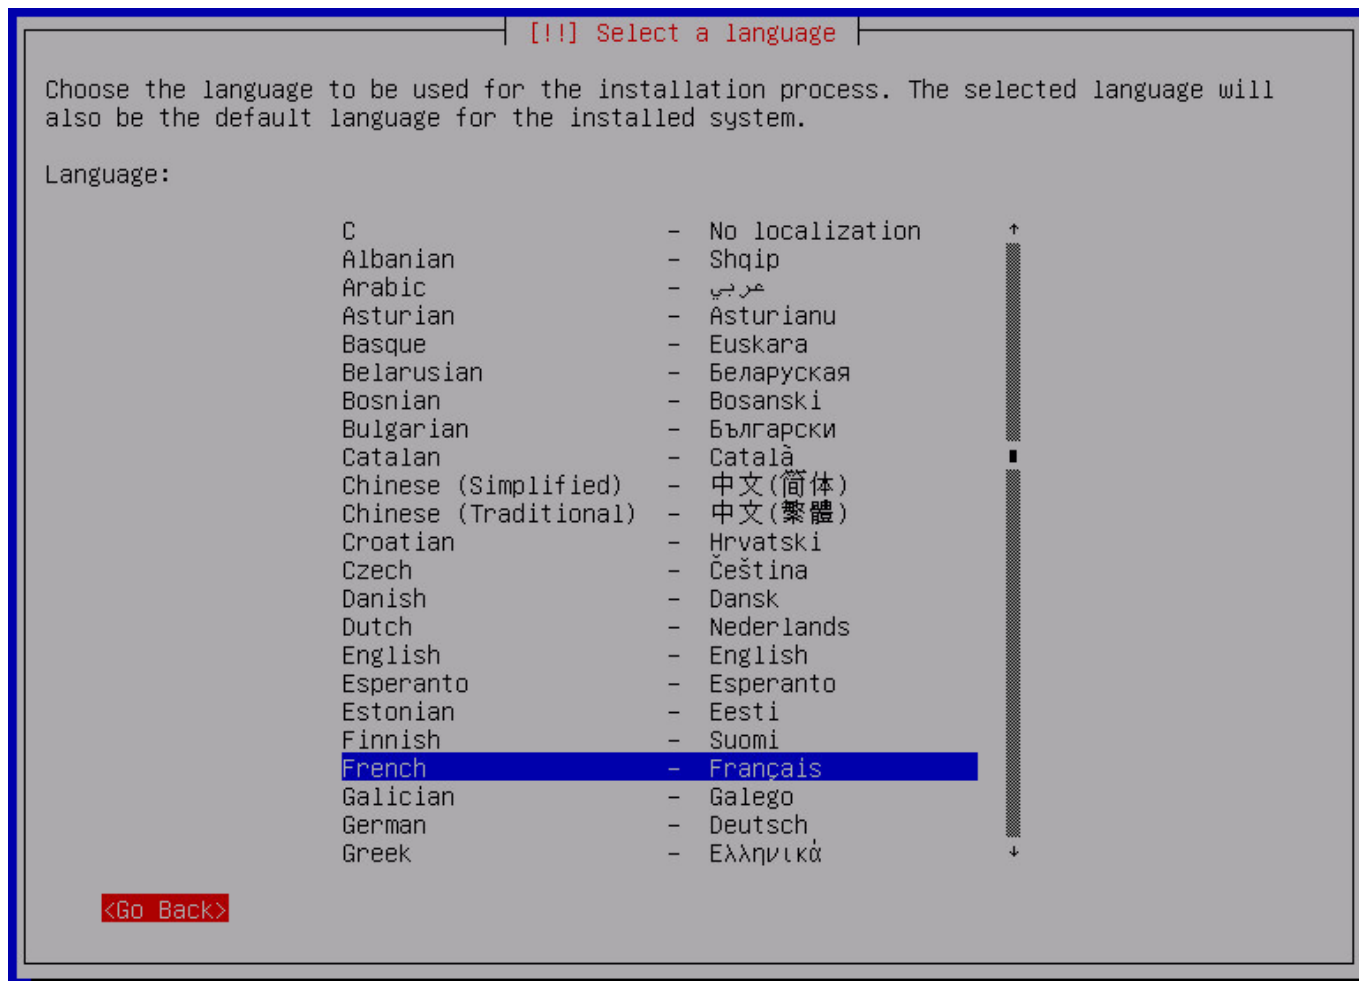 [!!] Select a language
Choose the language to be used for the installation process. The selected language will
also be the default language for the installed system.
Language:
C - No localization ↑
Albanian - Shqip
Arabic - عربي
Asturian - Asturianu
Basque - Euskara
Belarusian - Беларуская
Bosnian - Bosanski
Bulgarian - Български
Catalan - Català
Chinese (Simplified) - 中文(简体)
Chinese (Traditional) - 中文(繁體)
Croatian - Hrvatski
Czech - Čeština
Danish - Dansk
Dutch - Nederlands
English - English
Esperanto - Esperanto
Estonian - Eesti
Finnish - Suomi
French - Français
Galician - Galego
German - Deutsch
Greek - Ελληνικά ↓
<Go Back>